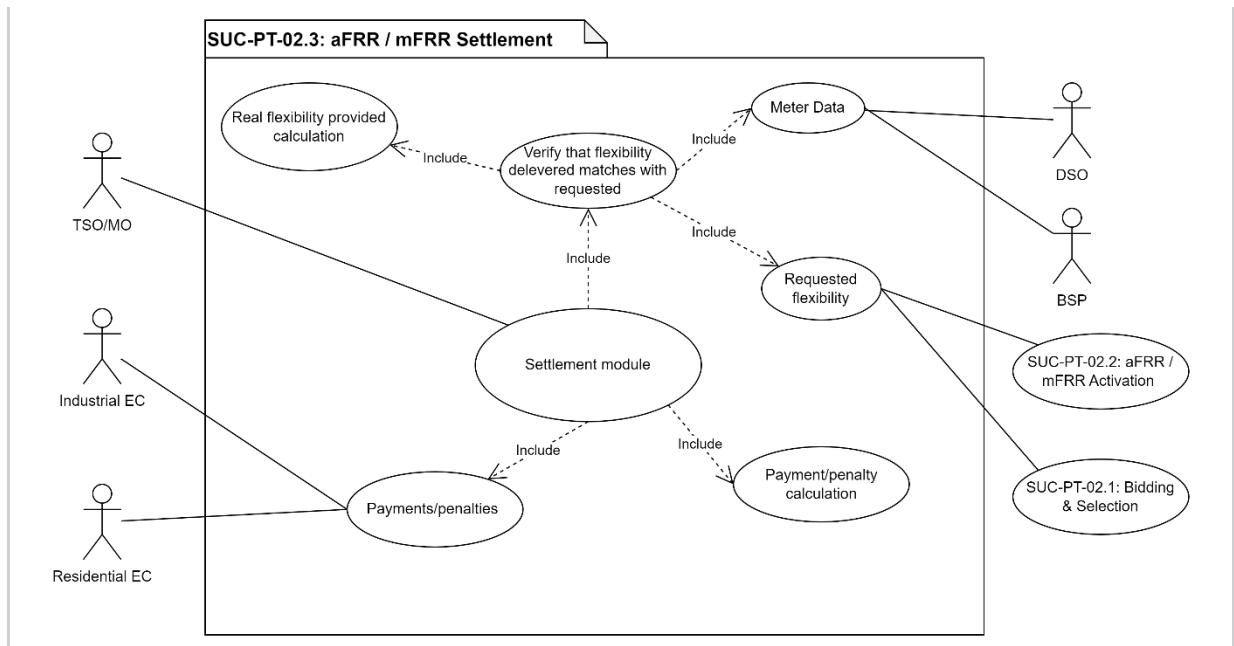 SUC-PT-02.3: aFRR / mFRR Settlement
Real flexibility provided
calculation
Include
Verify that flexibility
delevered matches with
requested
Include
Meter Data
DSO
TSO/MO
Include
Include
Requested
flexibility
BSP
Settlement module
SUC-PT-02.2: aFRR /
mFRR Activation
Industrial EC
Include
Include
Payments/penalties
Payment/penalty
calculation
SUC-PT-02.1: Bidding
& Selection
Residential EC